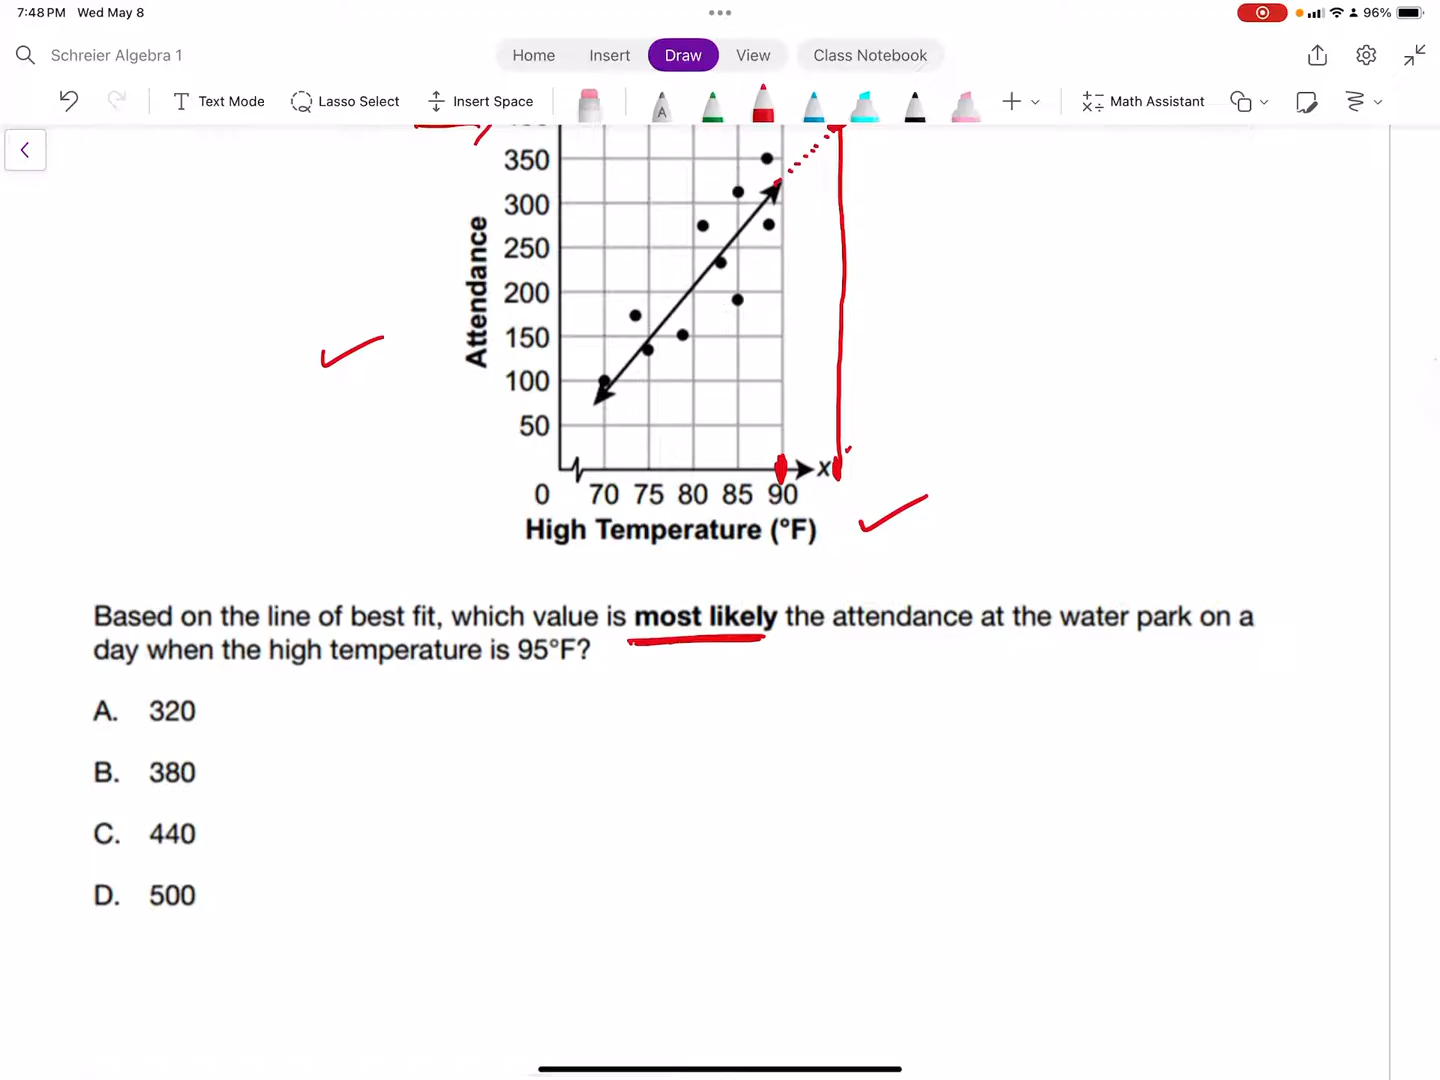 7:48 PM Wed May 8
96%
Schreier Algebra 1
Home Insert Draw View Class Notebook
Text Mode Lasso Select Insert Space A Math Assistant
350
300
250
200
150
100
50
Attendance
x
0 70 75 80 85 90
High Temperature (°F)
Based on the line of best fit, which value is most likely the attendance at the water park on a
day when the high temperature is 95°F?
A. 320
B. 380
C. 440
D. 500